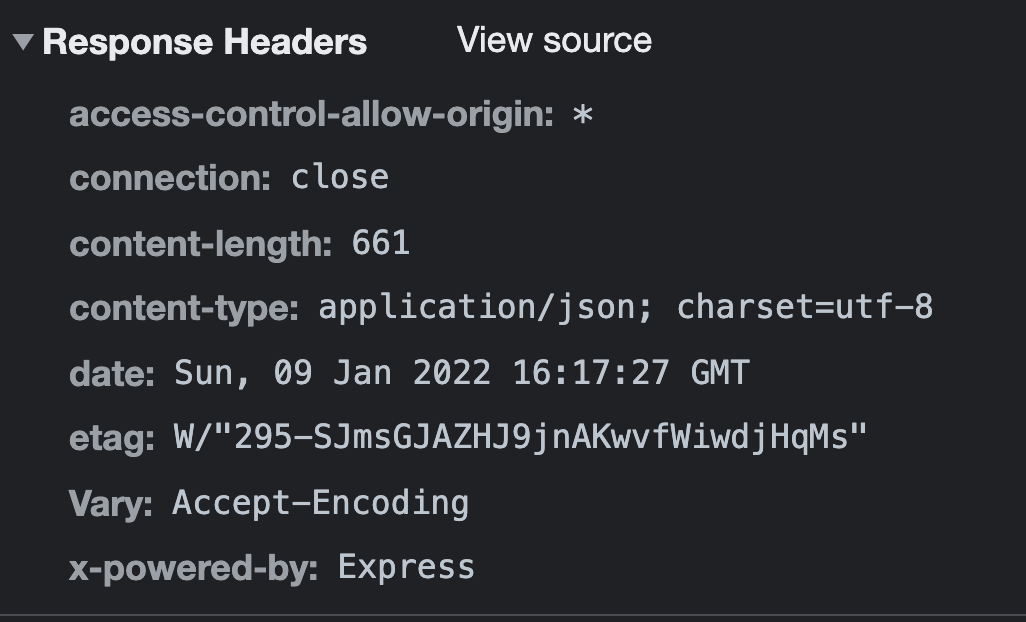 Response Headers View source
access-control-allow-origin: *
connection: close
content-length: 661
content-type: application/json; charset=utf-8
date: Sun, 09 Jan 2022 16:17:27 GMT
etag: W/"295-SJmsGJAZHJ9jnAKwvfWiwdjHqMs"
Vary: Accept-Encoding
x-powered-by: Express